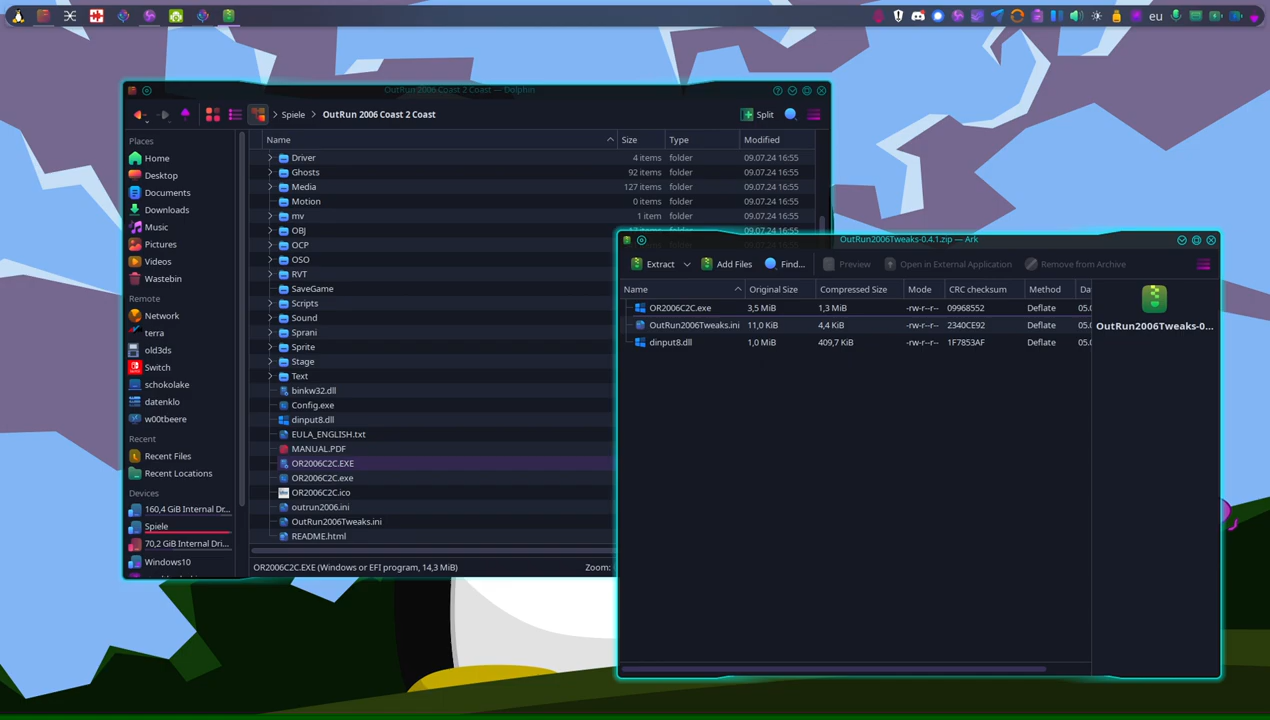 eu
OutRun 2006 Coast 2 Coast — Dolphin
Spiele
OutRun 2006 Coast 2 Coast
Split
Places
Home
Desktop
Documents
Downloads
Music
Pictures
Videos
Wastebin
Remote
Network
terra
old3ds
Switch
schokolake
datenklo
w00tbeere
Recent
Recent Files
Recent Locations
Devices
160,4 GiB Internal Dr...
Spiele
70,2 GiB Internal Dri...
Windows10
Name Size Type Modified
Driver 4 items folder 09.07.24 16:55
Ghosts 92 items folder 09.07.24 16:55
Media 127 items folder 09.07.24 16:55
Motion 0 items folder 09.07.24 16:55
mv 1 item folder 09.07.24 16:55
OBJ
OCP
OSO
RVT
SaveGame
Scripts
Sound
Sprani
Sprite
Stage
Text
binkw32.dll
Config.exe
dinput8.dll
EULA_ENGLISH.txt
MANUAL.PDF
OR2006C2C.EXE
OR2006C2C.exe
OR2006C2C.ico
outrun2006.ini
OutRun2006Tweaks.ini
README.html
OR2006C2C.EXE (Windows or EFI program, 14,3 MiB)
Zoom:
OutRun2006Tweaks-0.4.1.zip — Ark
Extract
Add Files
Find...
Preview
Open in External Application
Remove from Archive
Name Original Size Compressed Size Mode CRC checksum Method Da
OR2006C2C.exe 3,5 MiB 1,3 MiB -rw-r--r-- 09968552 Deflate 05.0
OutRun2006Tweaks.ini 11,0 KiB 4,4 KiB -rw-r--r-- 2340CE92 Deflate 05.0
dinput8.dll 1,0 MiB 409,7 KiB -rw-r--r-- 1F7853AF Deflate 05.0
OutRun2006Tweaks-0...